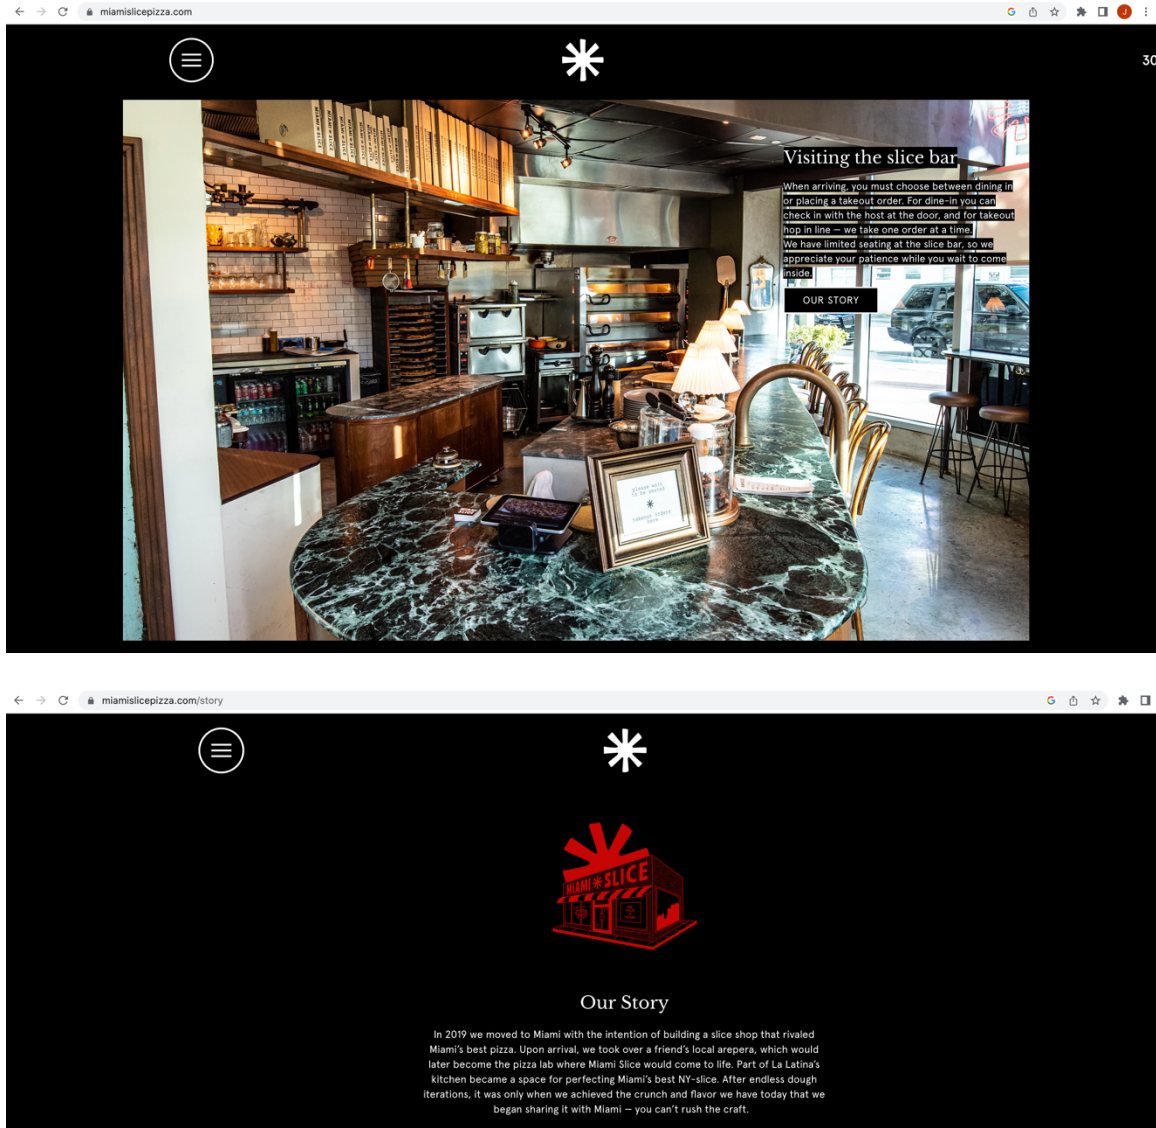 miamislicepizza.com
J
30
Visiting the slice bar
When arriving, you must choose between dining in
or placing a takeout order. For dine-in you can
check in with the host at the door, and for takeout
hop in line — we take one order at a time.
We have limited seating at the slice bar, so we
appreciate your patience while you wait to come
inside.
OUR STORY
please wait
to be served
takeout orders
here
miamislicepizza.com/story
MIAMI SLICE
Our Story
In 2019 we moved to Miami with the intention of building a slice shop that rivaled
Miami's best pizza. Upon arrival, we took over a friend's local arepera, which would
later become the pizza lab where Miami Slice would come to life. Part of La Latina's
kitchen became a space for perfecting Miami's best NY-slice. After endless dough
iterations, it was only when we achieved the crunch and flavor we have today that we
began sharing it with Miami — you can't rush the craft.